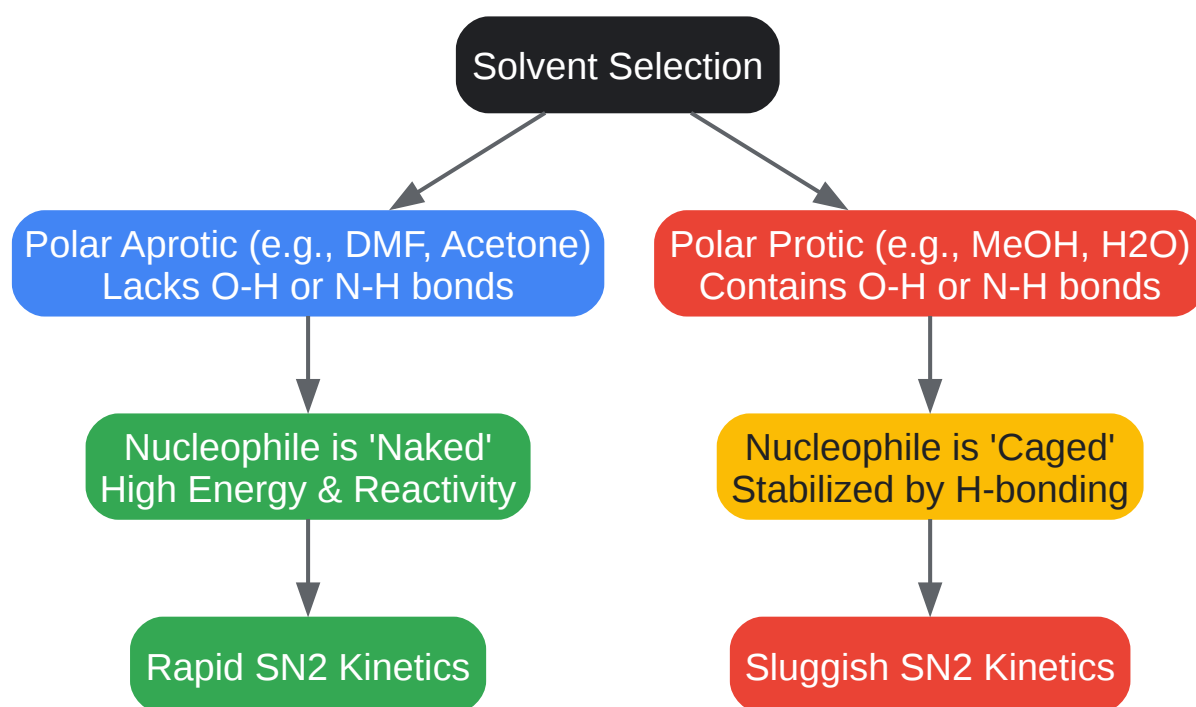 Solvent Selection
Polar Aprotic (e.g., DMF, Acetone)
Lacks O-H or N-H bonds
Polar Protic (e.g., MeOH, H2O)
Contains O-H or N-H bonds
Nucleophile is 'Naked'
High Energy & Reactivity
Nucleophile is 'Caged'
Stabilized by H-bonding
Rapid SN2 Kinetics
Sluggish SN2 Kinetics